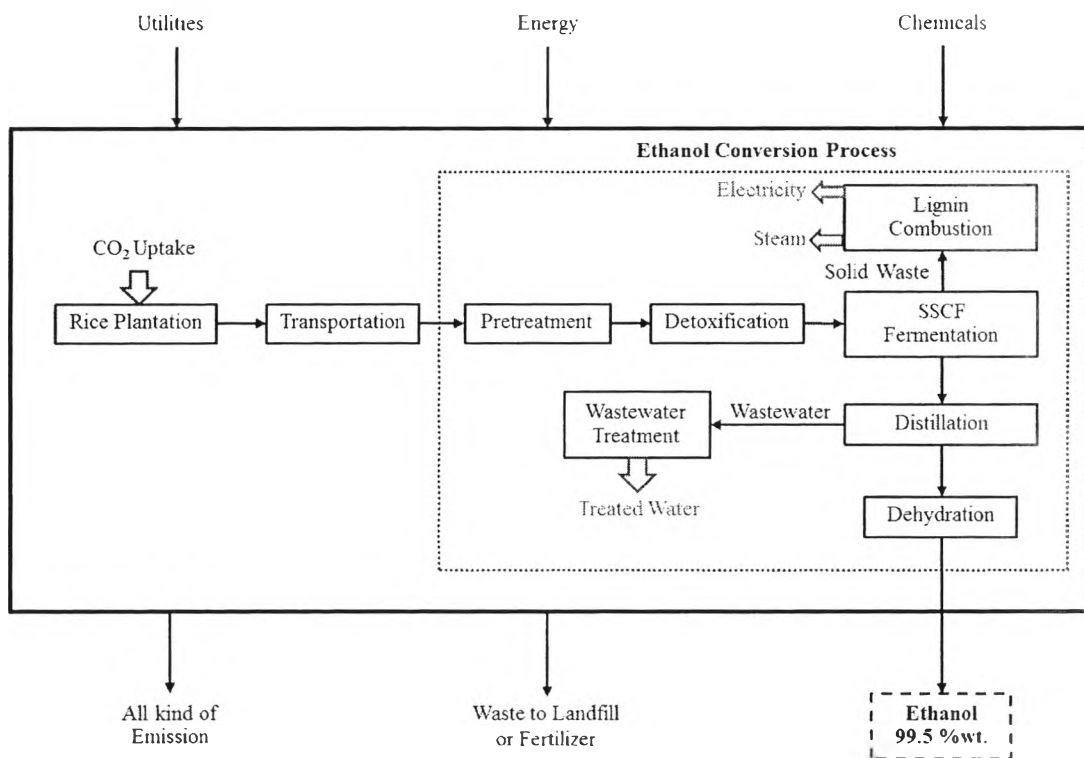 Utilities
Energy
Chemicals
Ethanol Conversion Process
Electricity
Lignin
Combustion
Steam
CO₂ Uptake
Solid Waste
Rice Plantation
Transportation
Pretreatment
Detoxification
SSCF
Fermentation
Wastewater
Treatment
Wastewater
Distillation
Treated Water
Dehydration
All kind of
Emission
Waste to Landfill
or Fertilizer
Ethanol
99.5 %wt.